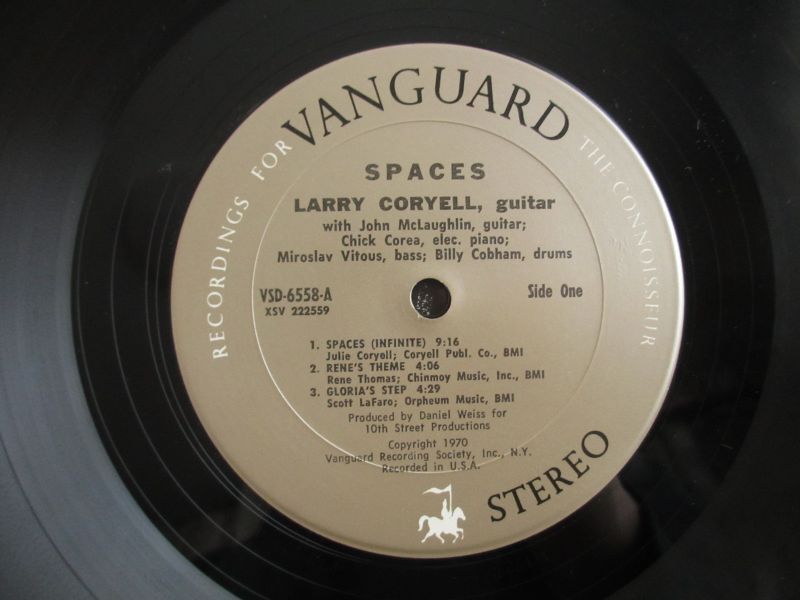 RECORDINGS FOR VANGUARD THE CONNOISSEUR
SPACES
LARRY CORYELL, guitar
with John McLaughlin, guitar;
Chick Corea, elec. piano;
Miroslav Vitous, bass; Billy Cobham, drums
VSD-6558-A
XSV 222559
Side One
1. SPACES (INFINITE) 9:16
Julie Coryell; Coryell Publ. Co., BMI
2. RENE'S THEME 4:06
Rene Thomas; Chinmoy Music, Inc., BMI
3. GLORIA'S STEP 4:29
Scott LaFaro; Orpheum Music, BMI
Produced by Daniel Weiss for
10th Street Productions
Copyright 1970
Vanguard Recording Society, Inc., N.Y.
Recorded in U.S.A.
STEREO